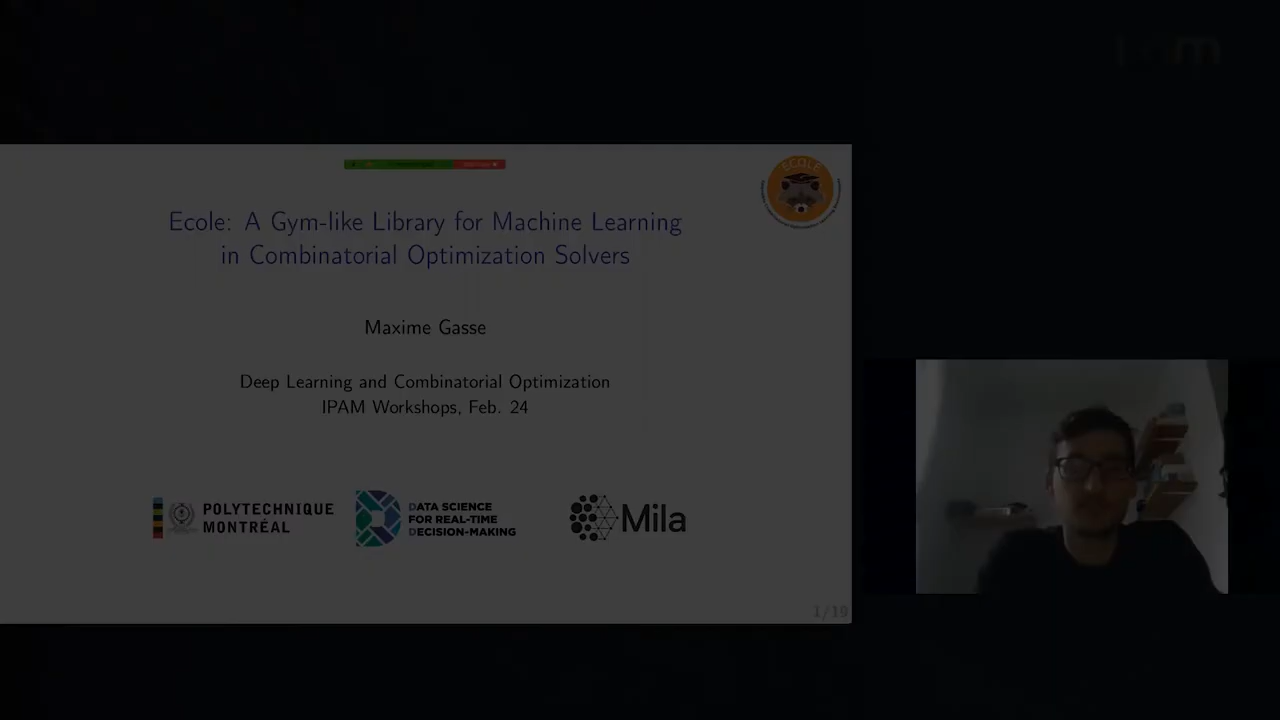 ECOLE
Ecole: A Gym-like Library for Machine Learning
in Combinatorial Optimization Solvers
Maxime Gasse
Deep Learning and Combinatorial Optimization
IPAM Workshops, Feb. 24
POLYTECHNIQUE
MONTRÉAL
DATA SCIENCE
FOR REAL-TIME
DECISION-MAKING
Mila
1/19